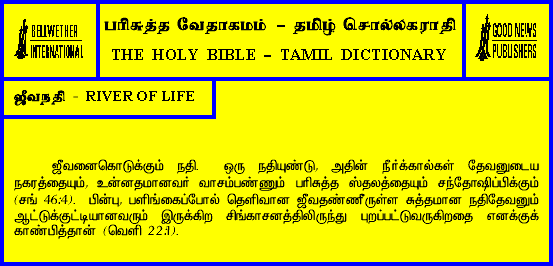 BELLWETHER
INTERNATIONAL
பரிசுத்த வேதாகமம் – தமிழ் சொல்லகராதி
THE HOLY BIBLE – TAMIL DICTIONARY
GOOD NEWS
PUBLISHERS
ஜீவநதி - RIVER OF LIFE
ஜீவனைகொடுக்கும் நதி. ஒரு நதியுண்டு, அதின் நீர்க்கால்கள் தேவனுடைய
நகரத்தையும், உன்னதமானவர் வாசம்பண்ணும் பரிசுத்த ஸ்தலத்தையும் சந்தோஷிப்பிக்கும்
(சங் 46:4). பின்பு, பளிங்கைப்போல் தெளிவான ஜீவதண்ணீருள்ள சுத்தமான நதிதேவனும்
ஆட்டுக்குட்டியானவரும் இருக்கிற சிங்காசனத்திலிருந்து புறப்பட்டுவருகிறதை எனக்குக்
காண்பித்தான் (வெளி 22:1).